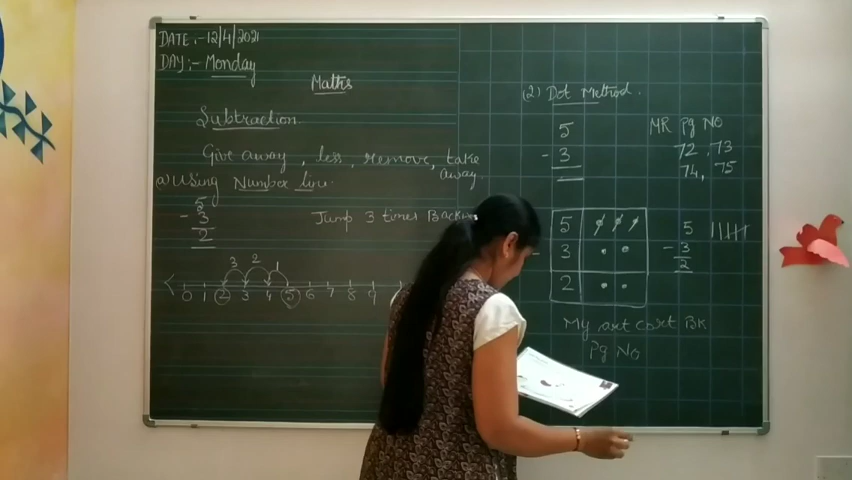 DATE :- 12/4/2021
DAY:- Monday
Maths
Subtraction
Give away, less, remove, take away.
(a) Using Number line.
5
- 3
2
Jump 3 times
3 2 1
0 1 2 3 4 5 6 7 8 9
(2) Dot Method.
5
- 3
MR Pg No
72, 73
74, 75
5
3
2
5
- 3
2
My art cart BK
Pg No